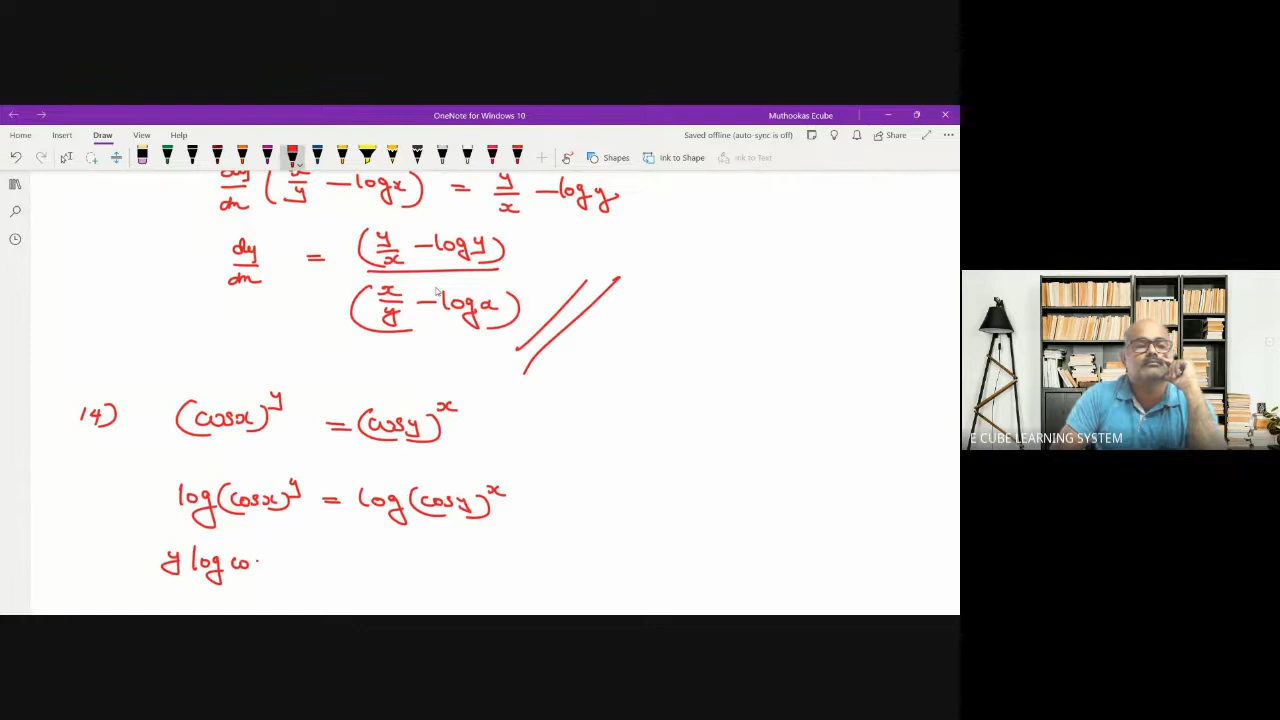 OneNote for Windows 10
Muthookas Ecube
Home Insert Draw View Help
Saved offline (auto-sync is off)
Share
Shapes
Ink to Shape
Ink to Text
dy/dx (x/y - log x) = y/x - log y
dy/dx = (y/x - log y)
(x/y - log x)
14) (cos x)^y = (cos y)^x
log (cos x)^y = log (cos y)^x
y log co
E CUBE LEARNING SYSTEM